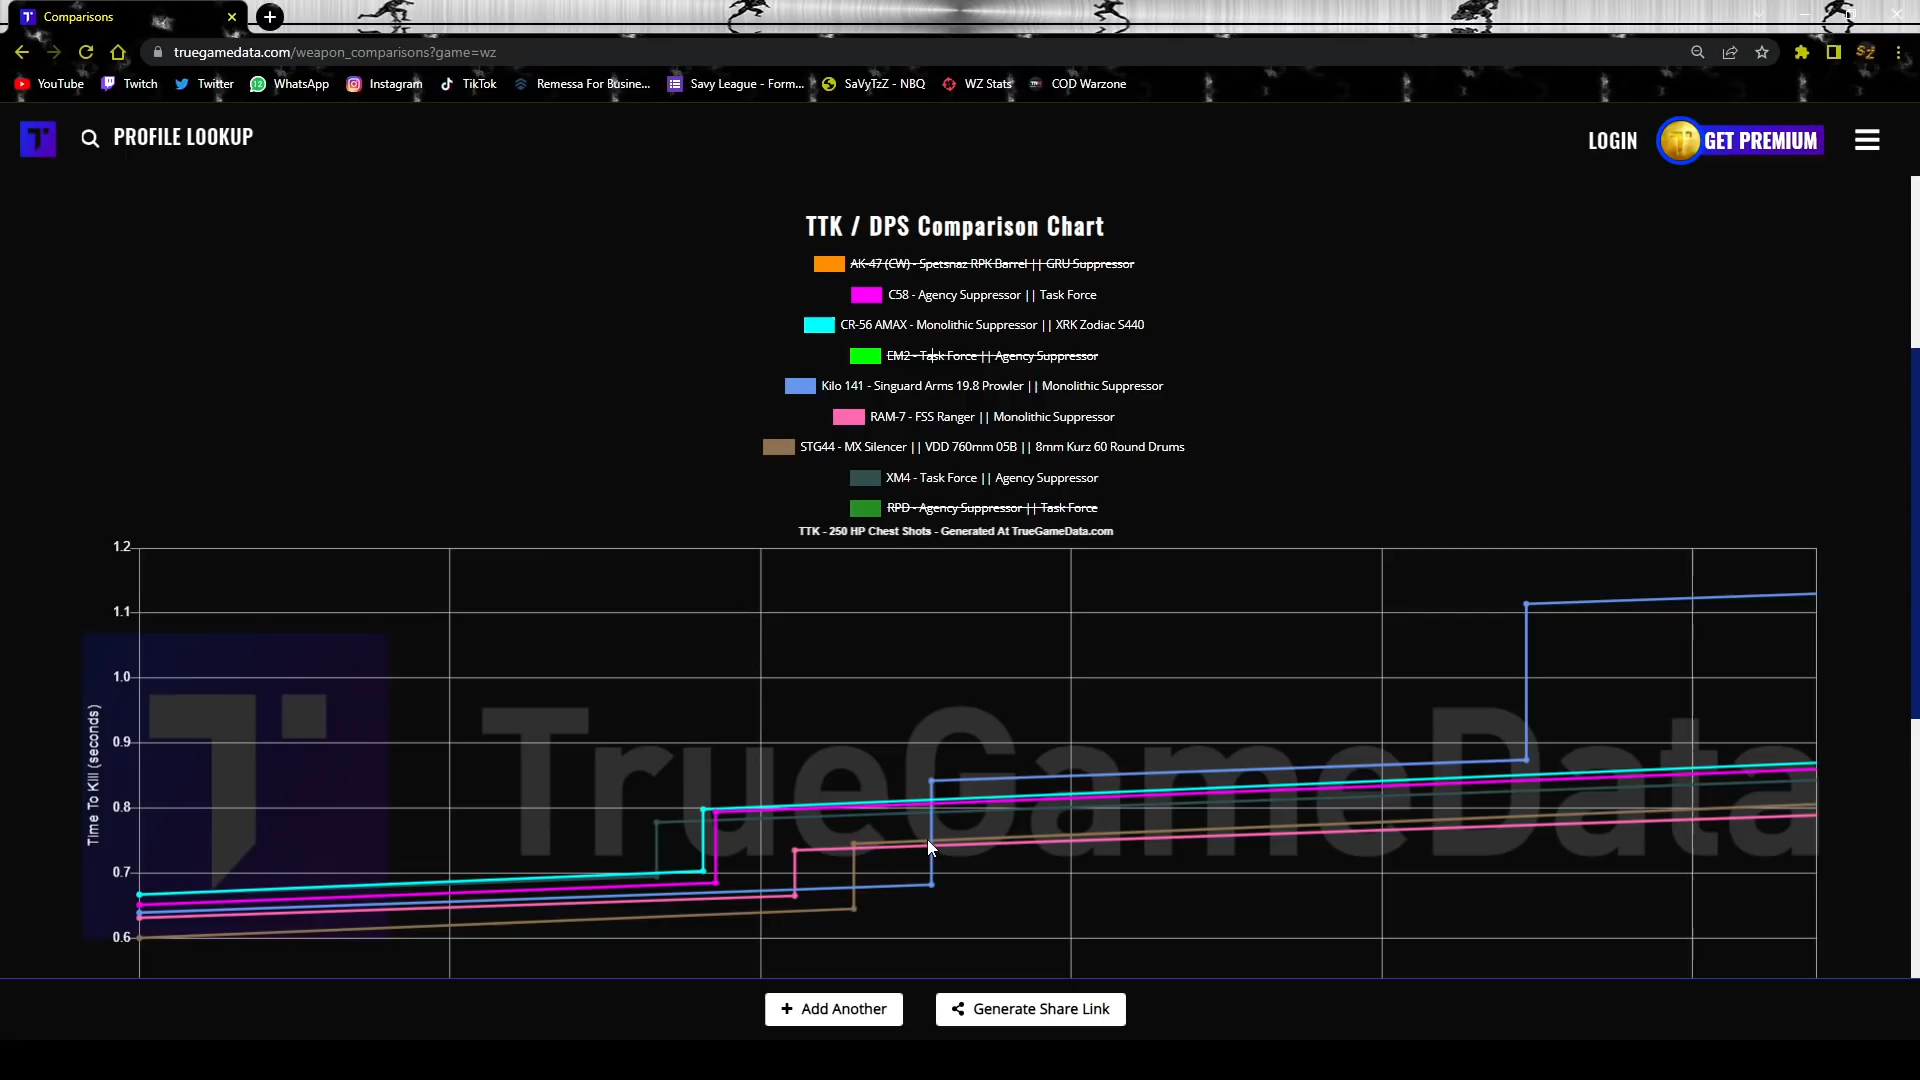 Comparisons
truegamedata.com/weapon_comparisons?game=wz
YouTube Twitch Twitter 12 WhatsApp Instagram TikTok Remessa For Busine... Savy League - Form... SaVyTzZ - NBQ WZ Stats COD Warzone
PROFILE LOOKUP LOGIN GET PREMIUM
TTK / DPS Comparison Chart
AK-47 (CW) - Spetsnaz RPK Barrel || GRU Suppressor
C58 - Agency Suppressor || Task Force
CR-56 AMAX - Monolithic Suppressor || XRK Zodiac S440
EM2 - Task Force || Agency Suppressor
Kilo 141 - Singuard Arms 19.8 Prowler || Monolithic Suppressor
RAM-7 - FSS Ranger || Monolithic Suppressor
STG44 - MX Silencer || VDD 760mm 05B || 8mm Kurz 60 Round Drums
XM4 - Task Force || Agency Suppressor
RPD - Agency Suppressor || Task Force
TTK - 250 HP Chest Shots - Generated At TrueGameData.com
1.2
1.1
1.0
0.9
0.8
0.7
0.6
Time To Kill (seconds)
TrueGameData
+ Add Another Generate Share Link